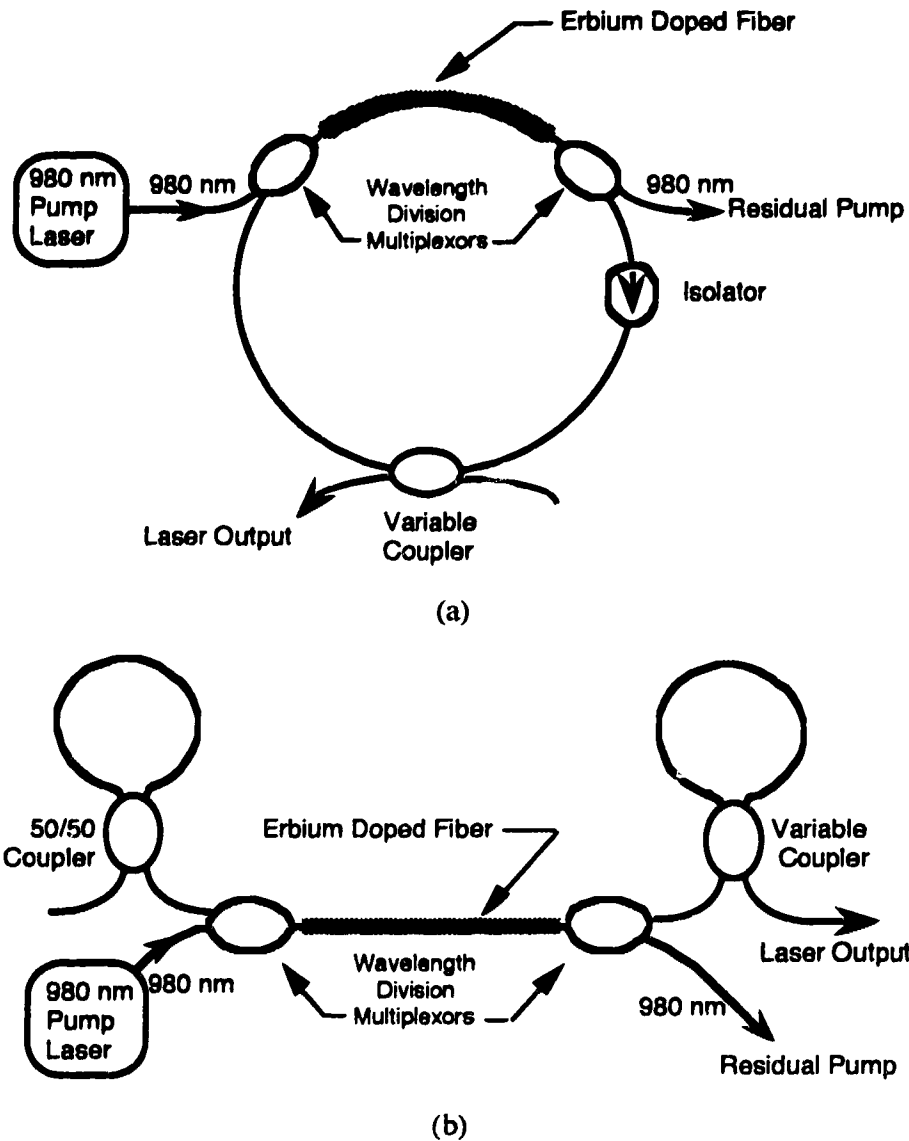 Erbium Doped Fiber
980 nm
Pump
Laser
980 nm
Wavelength
Division
Multiplexors
980 nm
Residual Pump
Isolator
Laser Output
Variable
Coupler
(a)
50/50
Coupler
Erbium Doped Fiber
Variable
Coupler
Laser Output
980 nm
Pump
Laser
980 nm
Wavelength
Division
Multiplexors
980 nm
Residual Pump
(b)